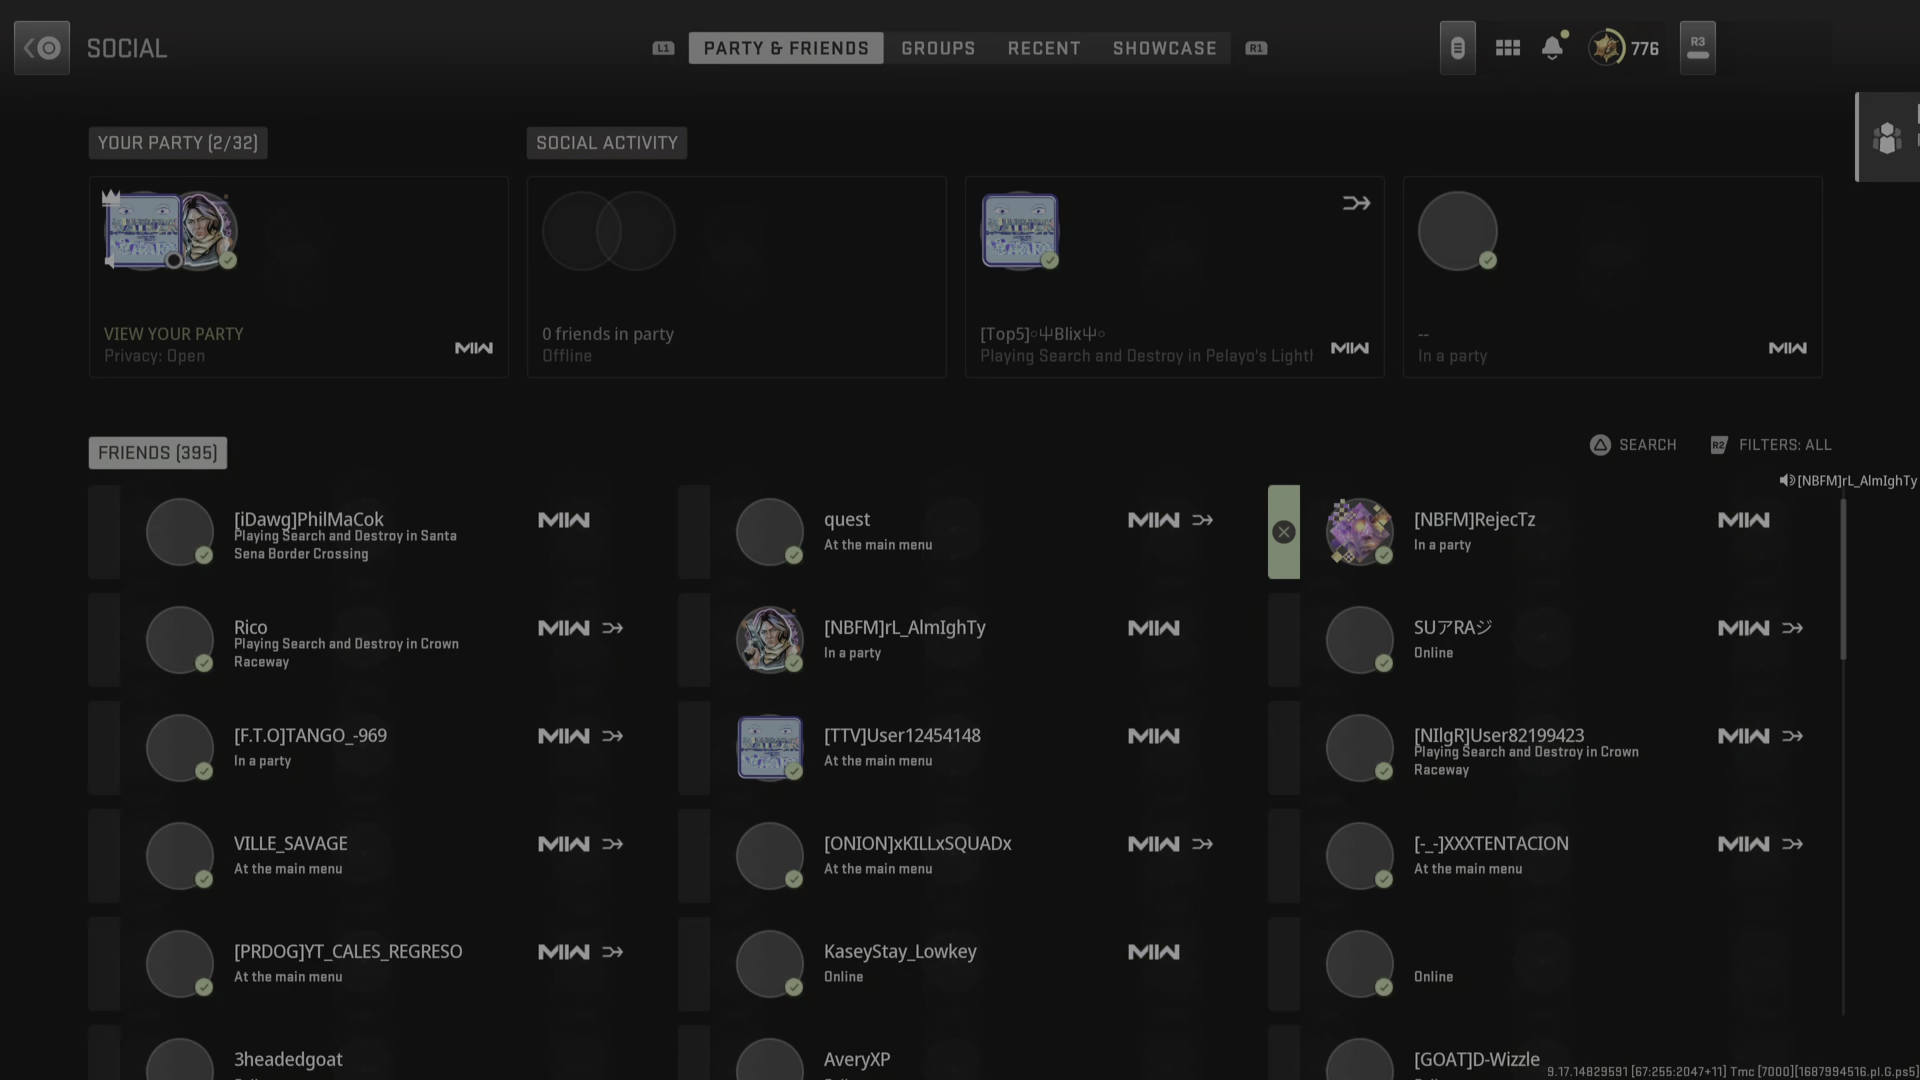 SOCIAL
L1
PARTY & FRIENDS
GROUPS
RECENT
SHOWCASE
R1
776
R3
YOUR PARTY (2/32)
SOCIAL ACTIVITY
VIEW YOUR PARTY
Privacy: Open
MW
0 friends in party
Offline
[Top5]◦ㆴBlixㆴ◦
Playing Search and Destroy in Pelayo's Light
MW
--
In a party
MW
FRIENDS (395)
SEARCH
R2
FILTERS: ALL
[NBFM]rL_AlmIghTy
[iDawg]PhilMaCok
Playing Search and Destroy in Santa
Sena Border Crossing
MW
quest
At the main menu
MW
[NBFM]RejecTz
In a party
MW
Rico
Playing Search and Destroy in Crown
Raceway
MW
[NBFM]rL_AlmIghTy
In a party
MW
SUアRAジ
Online
MW
[F.T.O]TANGO_-969
In a party
MW
[TTV]User12454148
At the main menu
MW
[NIlgR]User82199423
Playing Search and Destroy in Crown
Raceway
MW
VILLE_SAVAGE
At the main menu
MW
[ONION]xKILLxSQUADx
At the main menu
MW
[-_-]XXXTENTACION
At the main menu
MW
[PRDOG]YT_CALES_REGRESO
At the main menu
MW
KaseyStay_Lowkey
Online
MW
Online
3headedgoat
AveryXP
[GOAT]D-Wizzle
9.17.14829591 [67:255:2047+11] Tmc [7000][1687994516.pl.G.ps5]